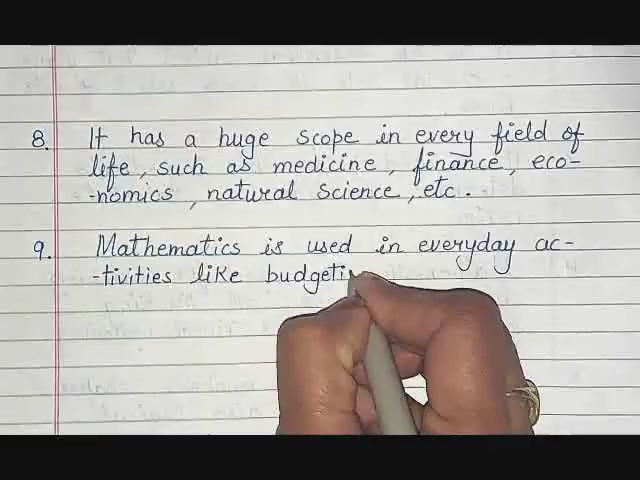 8. It has a huge scope in every field of
life, such as medicine, finance, eco-
-nomics, natural science, etc.
9. Mathematics is used in everyday ac-
-tivities like budgeti